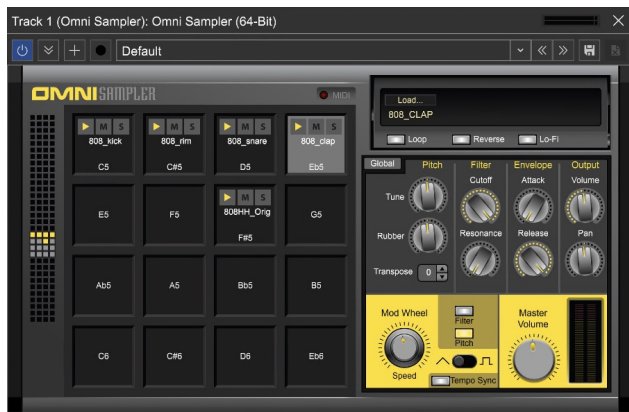 Track 1 (Omni Sampler): Omni Sampler (64-Bit)
Default
OMNISAMPLER
MIDI
Load...
808_CLAP
Loop Reverse Lo-Fi
M S M S M S M S
808_kick 808_rim 808_snare 808_clap
C5 C#5 D5 Eb5
M S
808HH_Orig
E5 F5 F#5 G5
Ab5 A5 Bb5 B5
C6 C#6 D6 Eb6
Global Pitch Filter Envelope Output
Cutoff Attack Volume
Tune
Rubber Resonance Release Pan
Transpose 0
Mod Wheel Filter Master
Volume
Pitch
Speed Tempo Sync